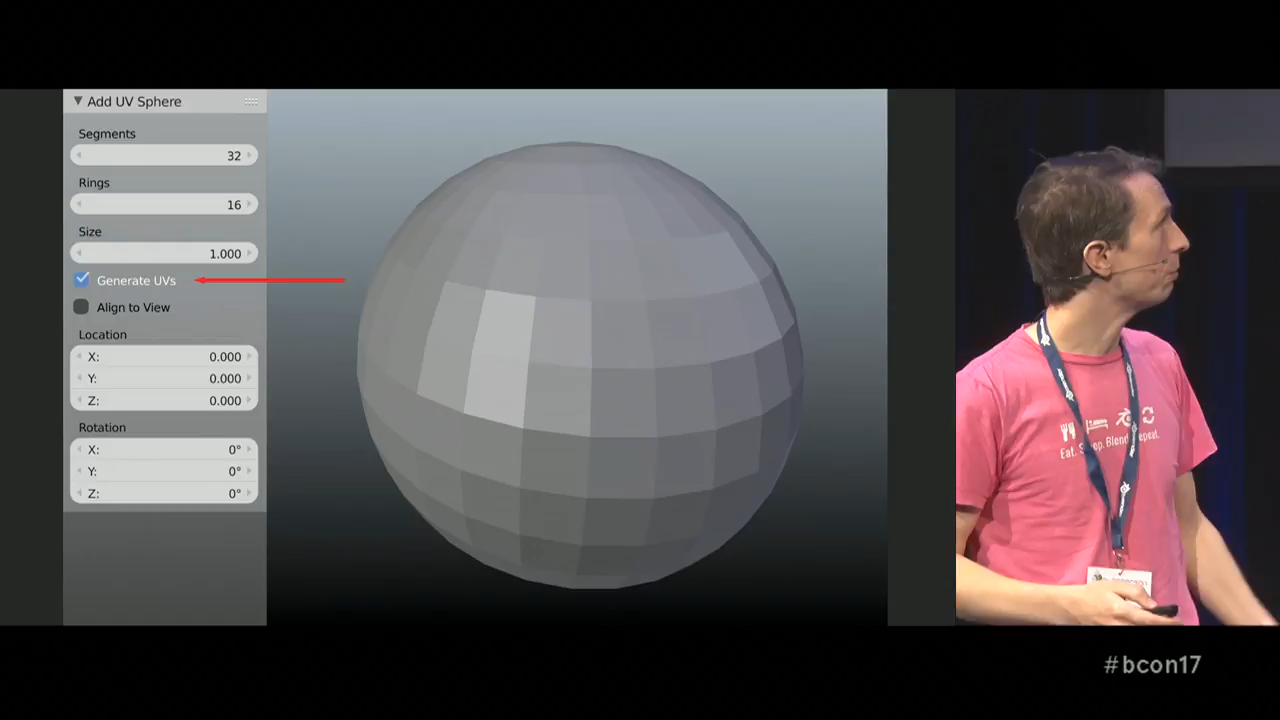 Add UV Sphere
Segments
32
Rings
16
Size
1.000
Generate UVs
Align to View
Location
X: 0.000
Y: 0.000
Z: 0.000
Rotation
X: 0°
Y: 0°
Z: 0°
Eat. Blend. Repeat.
#bcon17